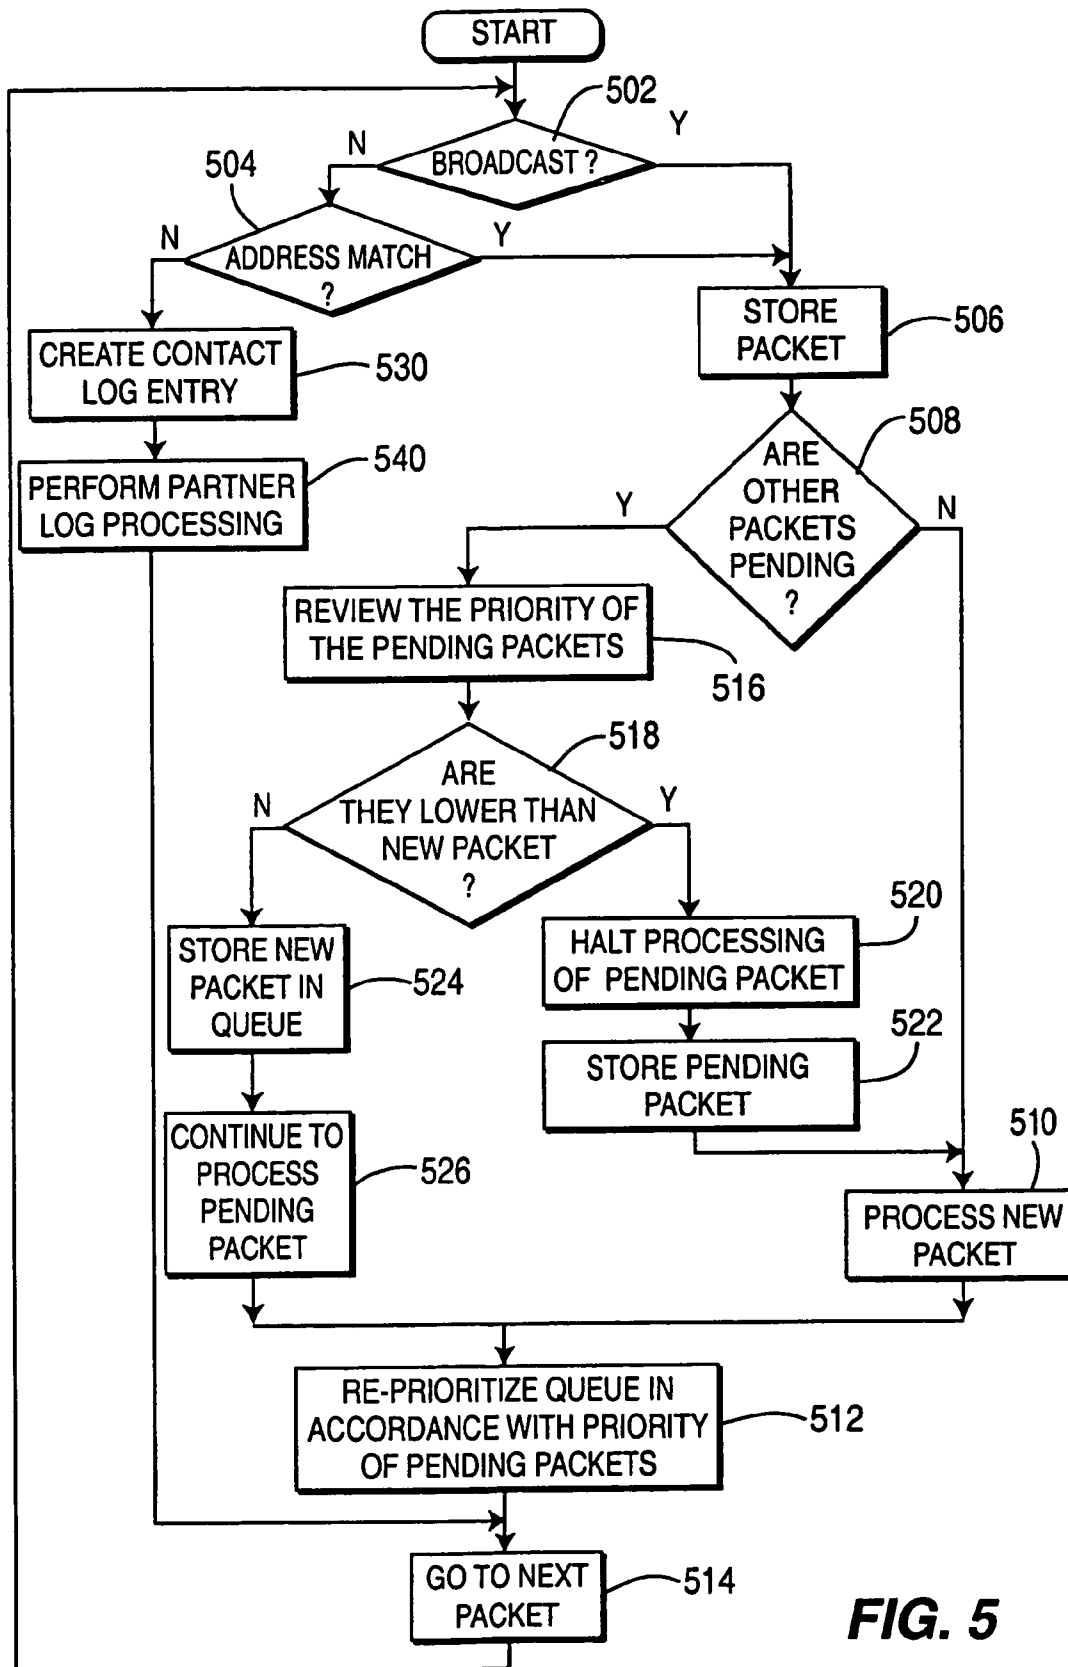 START
502
N
Y
BROADCAST ?
504
N
Y
ADDRESS MATCH
?
STORE
PACKET
506
CREATE CONTACT
LOG ENTRY
530
508
ARE
OTHER
PACKETS
PENDING
?
Y
N
PERFORM PARTNER
LOG PROCESSING
540
REVIEW THE PRIORITY OF
THE PENDING PACKETS
516
518
ARE
THEY LOWER THAN
NEW PACKET
?
N
Y
STORE NEW
PACKET IN
QUEUE
524
HALT PROCESSING
OF PENDING PACKET
520
STORE PENDING
PACKET
522
CONTINUE TO
PROCESS
PENDING
PACKET
526
510
PROCESS NEW
PACKET
RE-PRIORITIZE QUEUE IN
ACCORDANCE WITH PRIORITY
OF PENDING PACKETS
512
GO TO NEXT
PACKET
514
FIG. 5